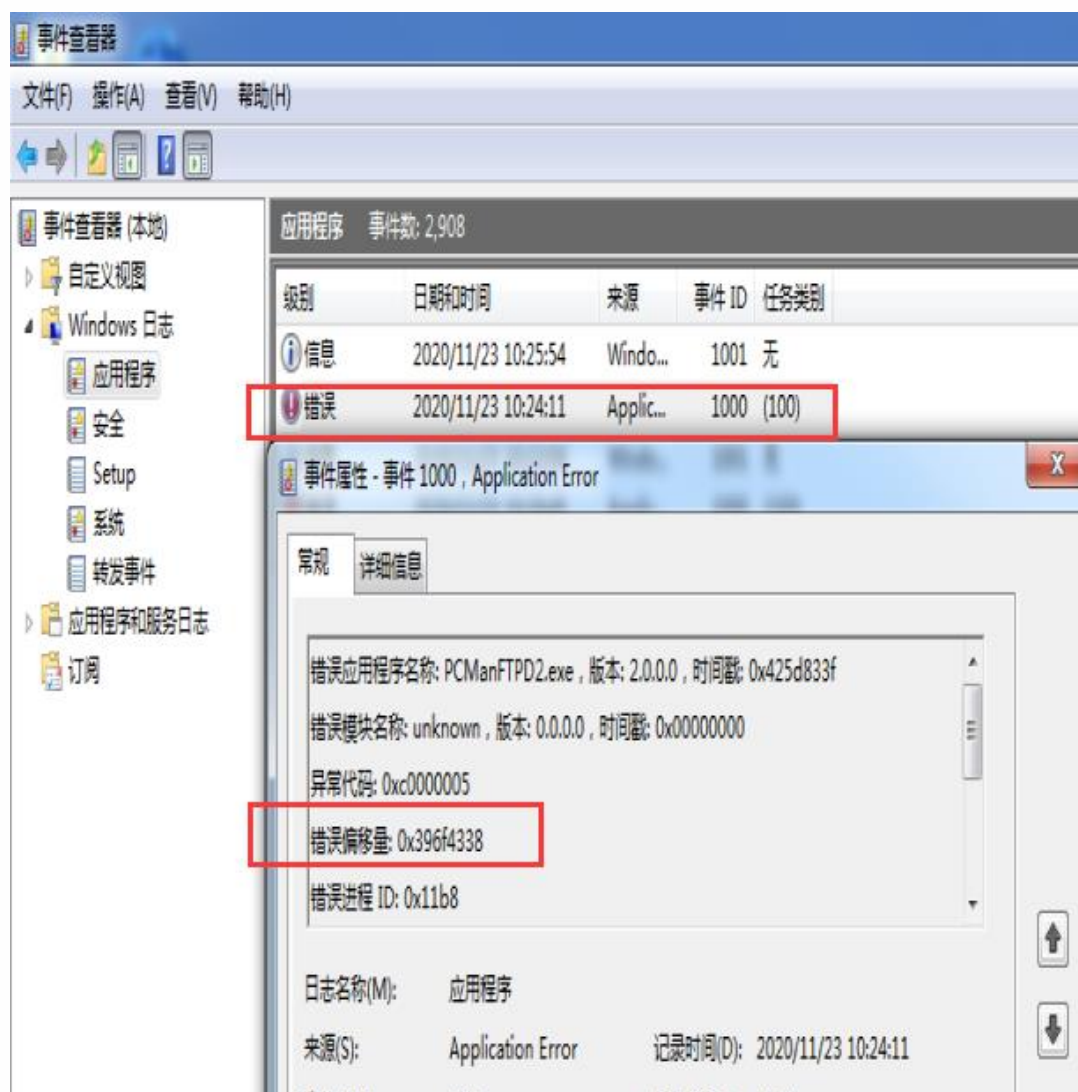 事件查看器
文件(F) 操作(A) 查看(V) 帮助(H)
事件查看器 (本地)
自定义视图
Windows 日志
应用程序
安全
Setup
系统
转发事件
应用程序和服务日志
订阅
应用程序 事件数: 2,908
级别 日期和时间 来源 事件 ID 任务类别
信息 2020/11/23 10:25:54 Windo... 1001 无
错误 2020/11/23 10:24:11 Applic... 1000 (100)
事件属性 - 事件 1000，Application Error
常规 详细信息
错误应用程序名称: PCManFTPD2.exe，版本: 2.0.0.0，时间戳: 0x425d833f
错误模块名称: unknown，版本: 0.0.0.0，时间戳: 0x00000000
异常代码: 0xc0000005
错误偏移量: 0x396f4338
错误进程 ID: 0x11b8
日志名称(M): 应用程序
来源(S): Application Error 记录时间(D): 2020/11/23 10:24:11